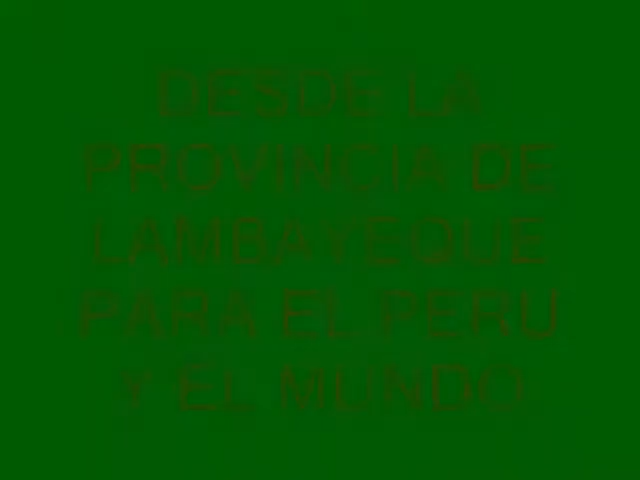 DESDE LA
PROVINCIA DE
LAMBAYEQUE
PARA EL PERU
Y EL MUNDO